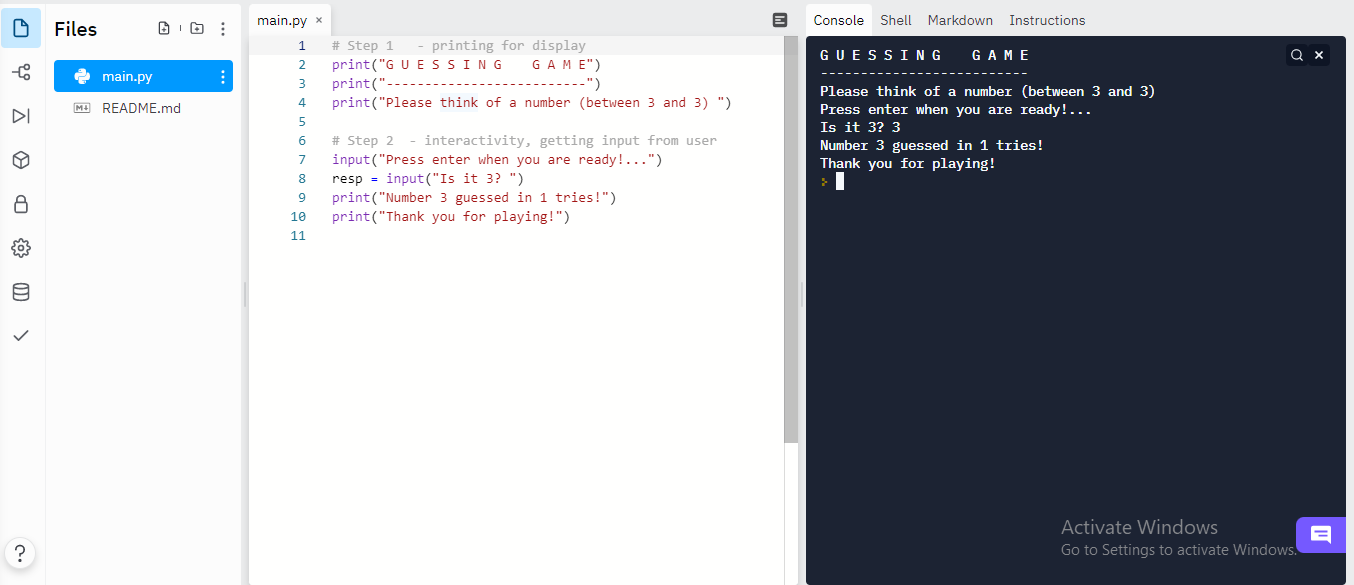 Files
main.py
README.md
main.py ×
1 # Step 1   - printing for display
2 print("G U E S S I N G    G A M E")
3 print("--------------------------")
4 print("Please think of a number (between 3 and 3) ")
5
6 # Step 2  - interactivity, getting input from user
7 input("Press enter when you are ready!...")
8 resp = input("Is it 3? ")
9 print("Number 3 guessed in 1 tries!")
10 print("Thank you for playing!")
11
Console Shell Markdown Instructions
G U E S S I N G    G A M E
--------------------------
Please think of a number (between 3 and 3)
Press enter when you are ready!...
Is it 3? 3
Number 3 guessed in 1 tries!
Thank you for playing!
Activate Windows
Go to Settings to activate Windows.
?